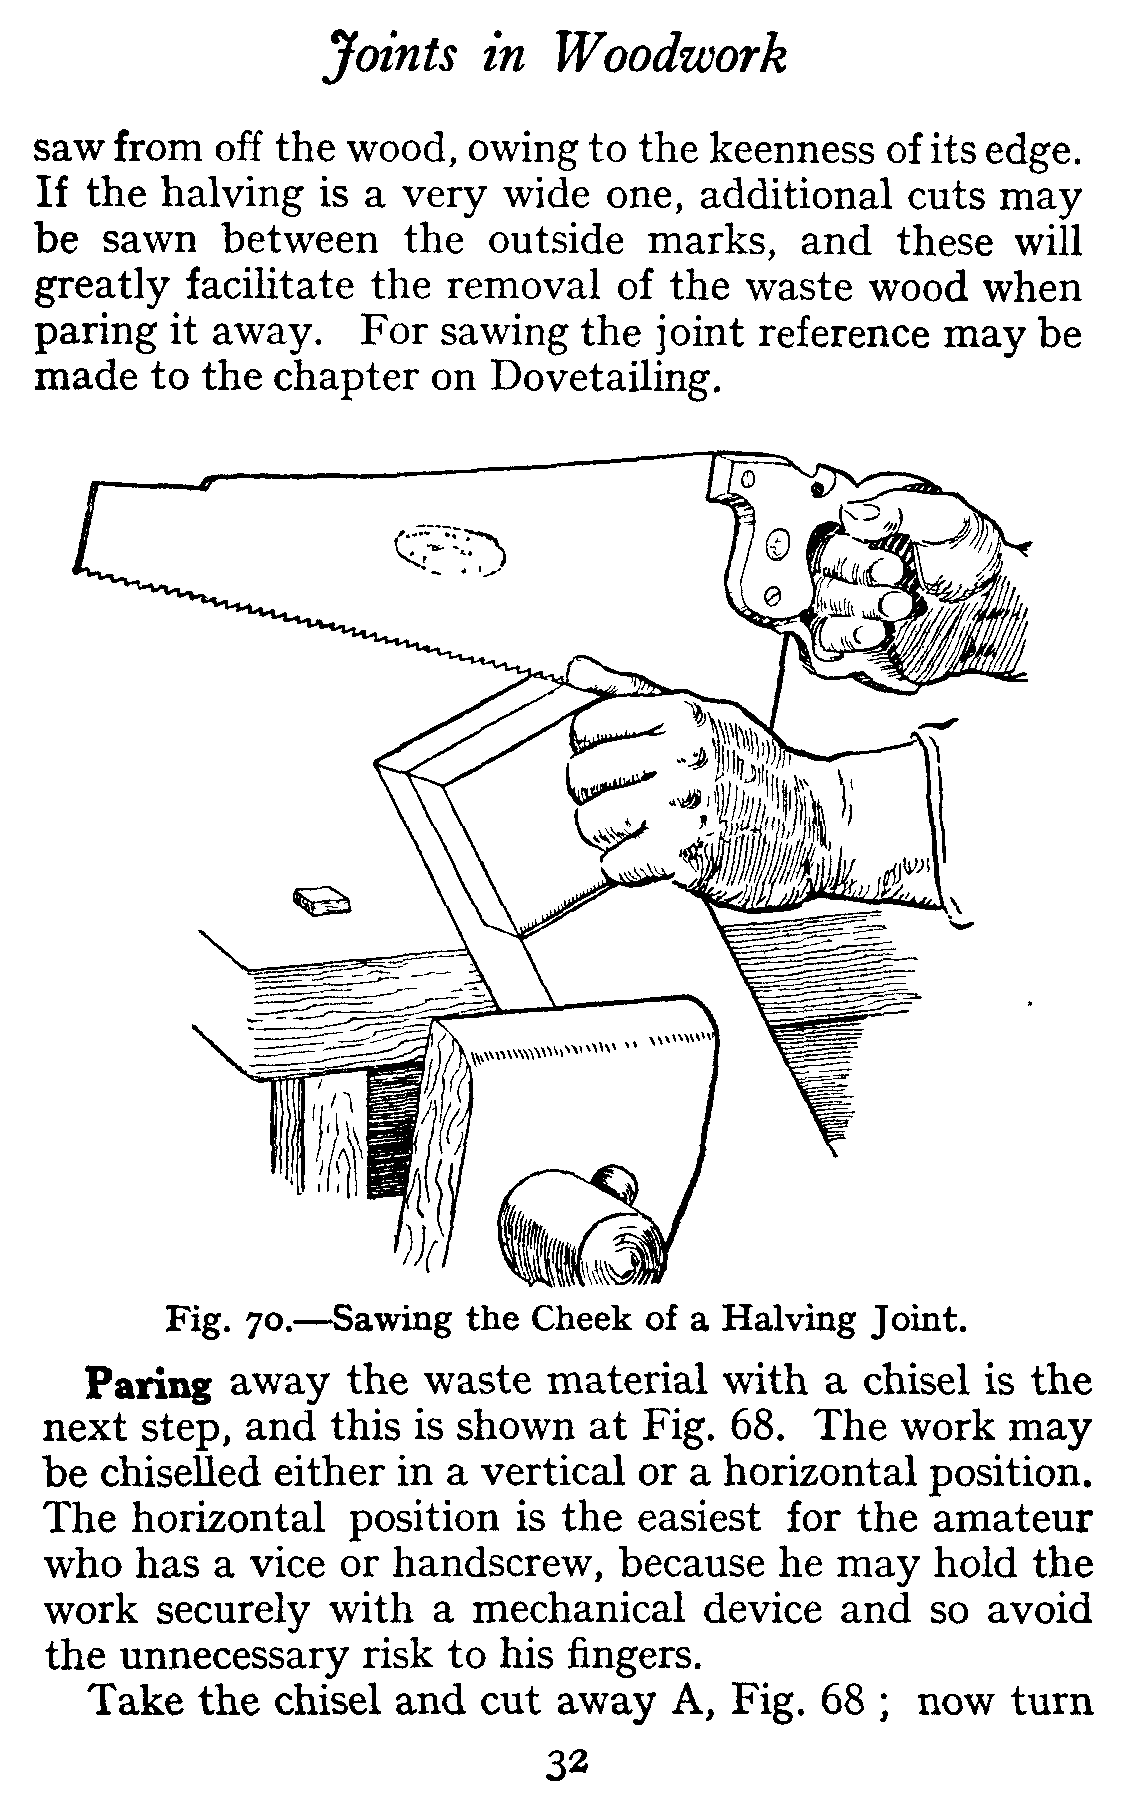 Joints in Woodwork
saw from off the wood, owing to the keenness of its edge.
If the halving is a very wide one, additional cuts may
be sawn between the outside marks, and these will
greatly facilitate the removal of the waste wood when
paring it away. For sawing the joint reference may be
made to the chapter on Dovetailing.
Fig. 70.—Sawing the Cheek of a Halving Joint.
Paring away the waste material with a chisel is the
next step, and this is shown at Fig. 68. The work may
be chiselled either in a vertical or a horizontal position.
The horizontal position is the easiest for the amateur
who has a vice or handscrew, because he may hold the
work securely with a mechanical device and so avoid
the unnecessary risk to his fingers.
Take the chisel and cut away A, Fig. 68 ; now turn
32